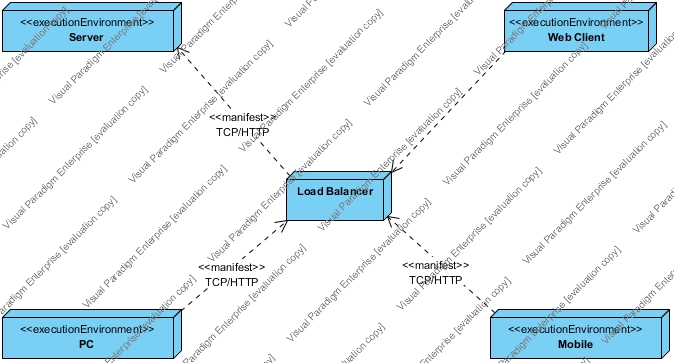 <<executionEnvironment>>
Server
<<executionEnvironment>>
Web Client
<<manifest>>
TCP/HTTP
Load Balancer
<<manifest>>
TCP/HTTP
<<manifest>>
TCP/HTTP
<<executionEnvironment>>
PC
<<executionEnvironment>>
Mobile
Visual Paradigm Enterprise [evaluation copy]